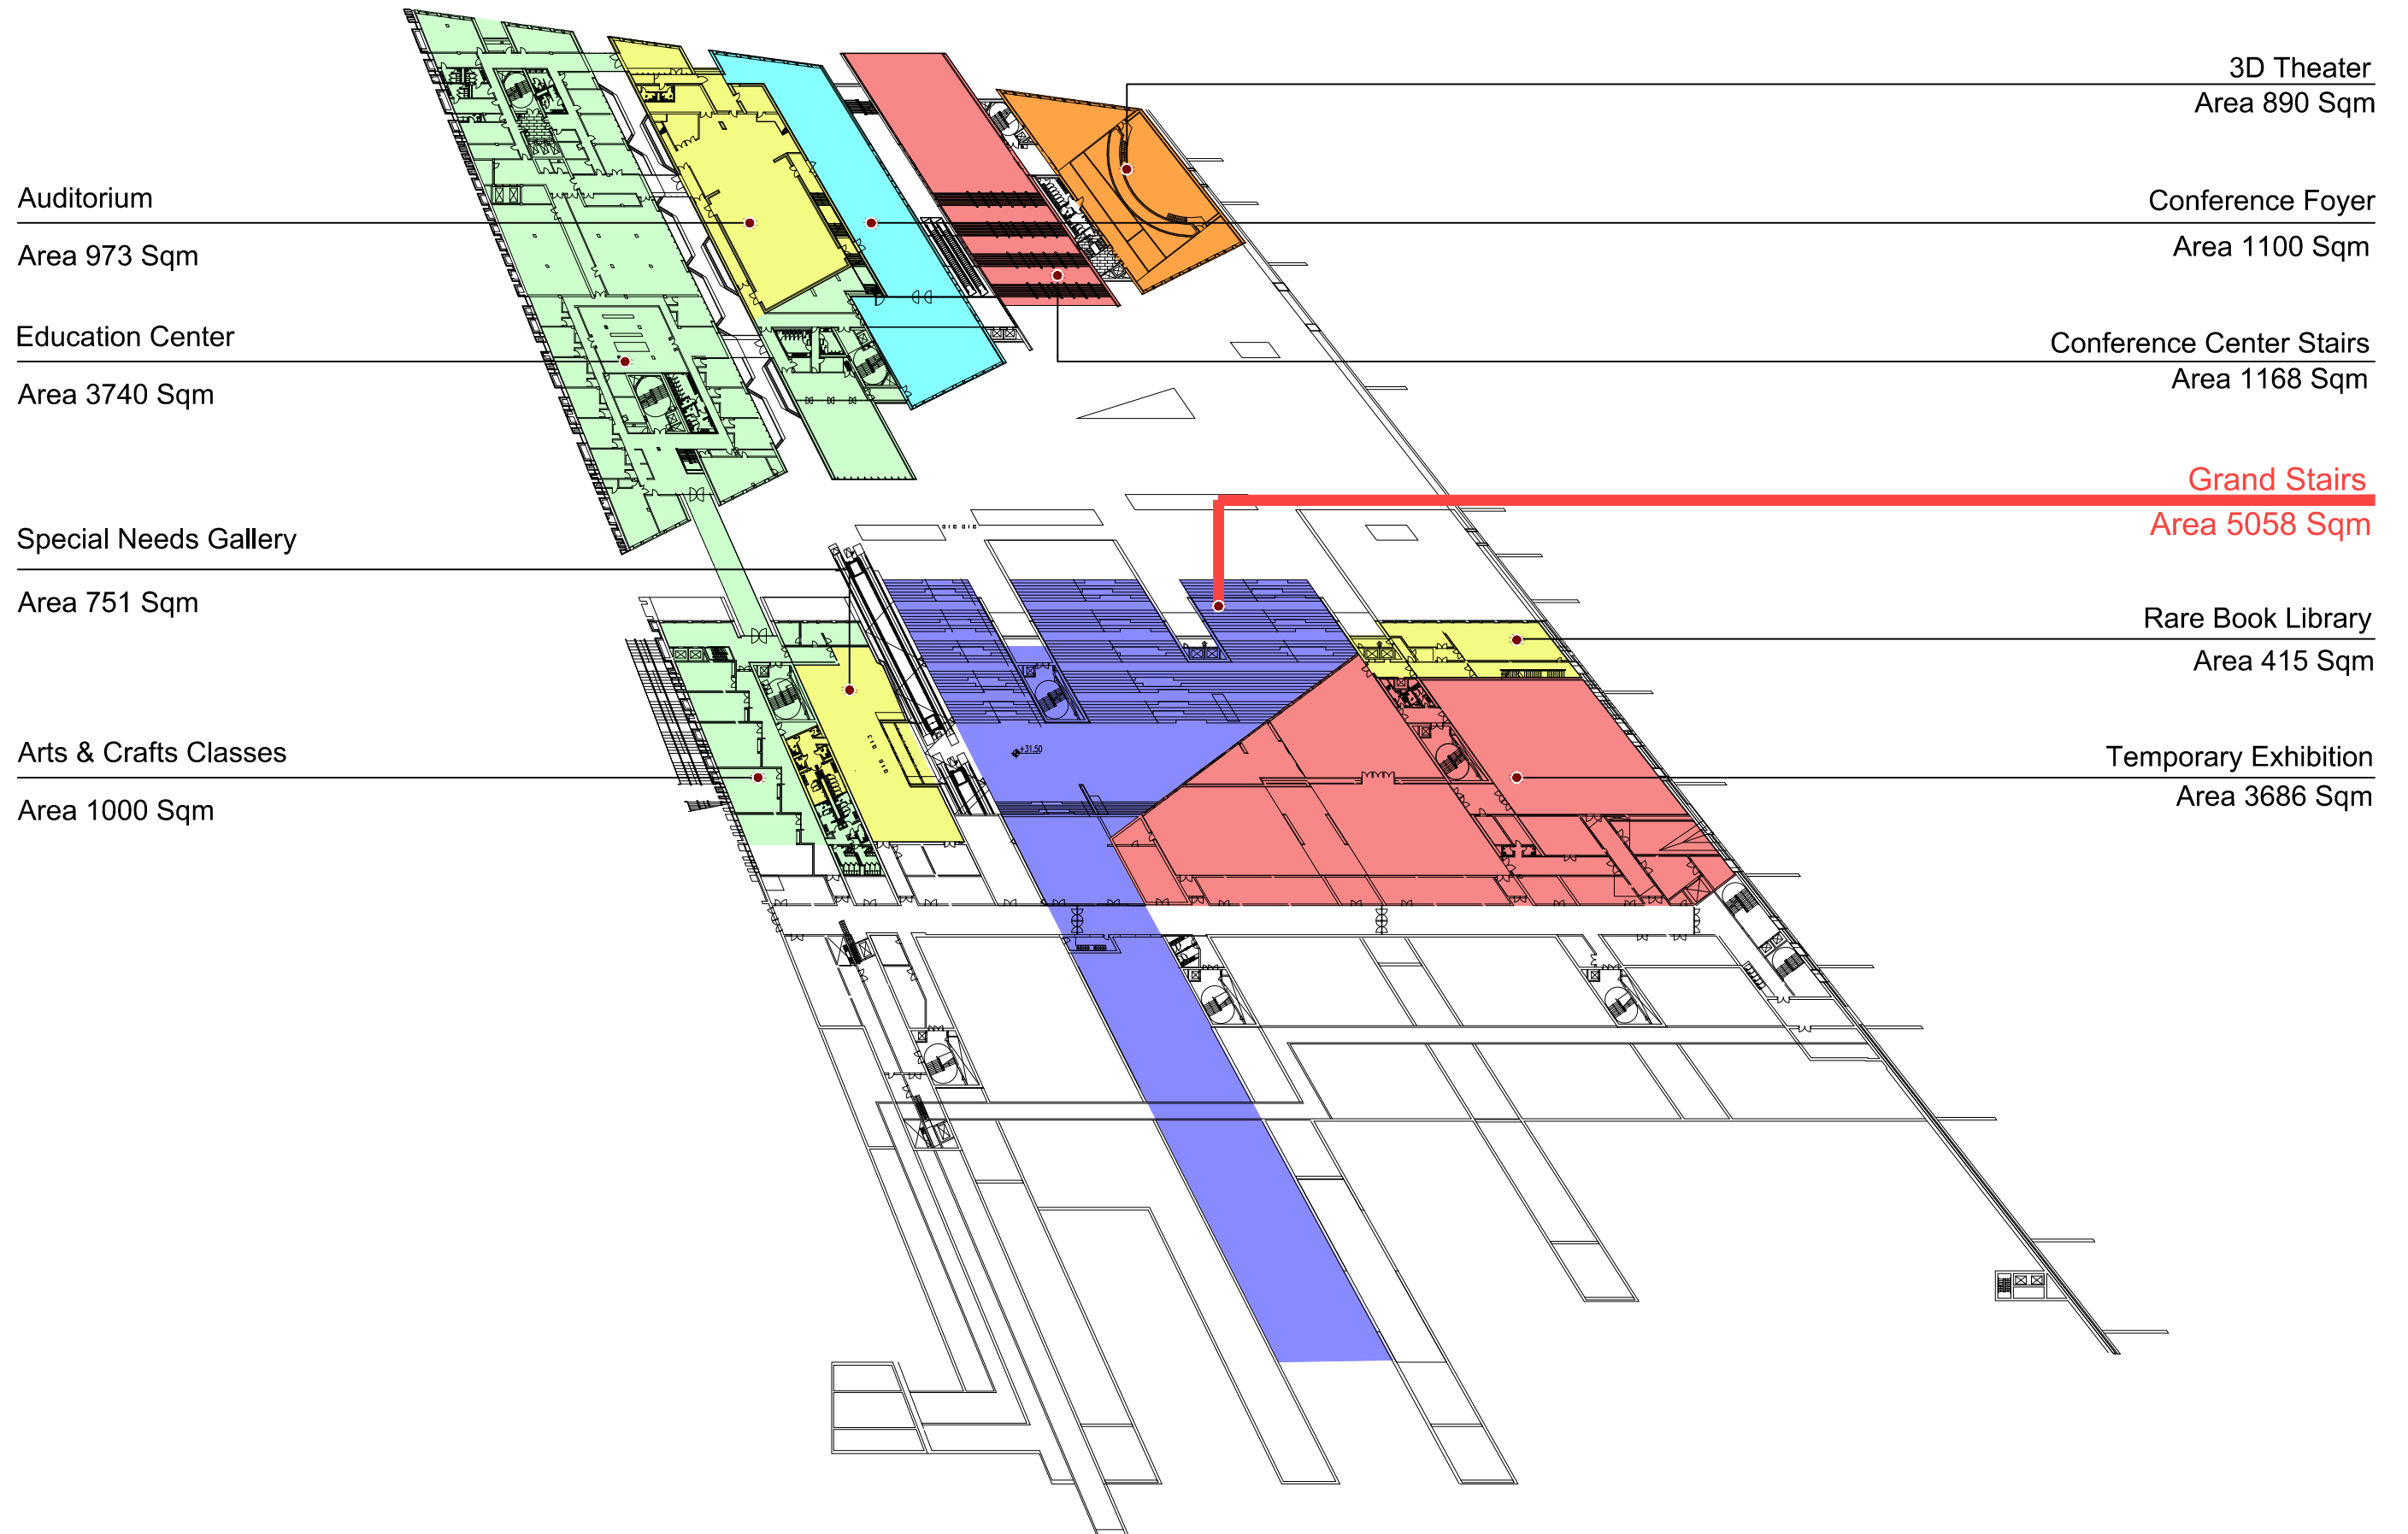 3D Theater
Area 890 Sqm
Auditorium
Area 973 Sqm
Conference Foyer
Area 1100 Sqm
Education Center
Area 3740 Sqm
Conference Center Stairs
Area 1168 Sqm
Grand Stairs
Area 5058 Sqm
Special Needs Gallery
Area 751 Sqm
Rare Book Library
Area 415 Sqm
Arts & Crafts Classes
Area 1000 Sqm
+31.50
Temporary Exhibition
Area 3686 Sqm